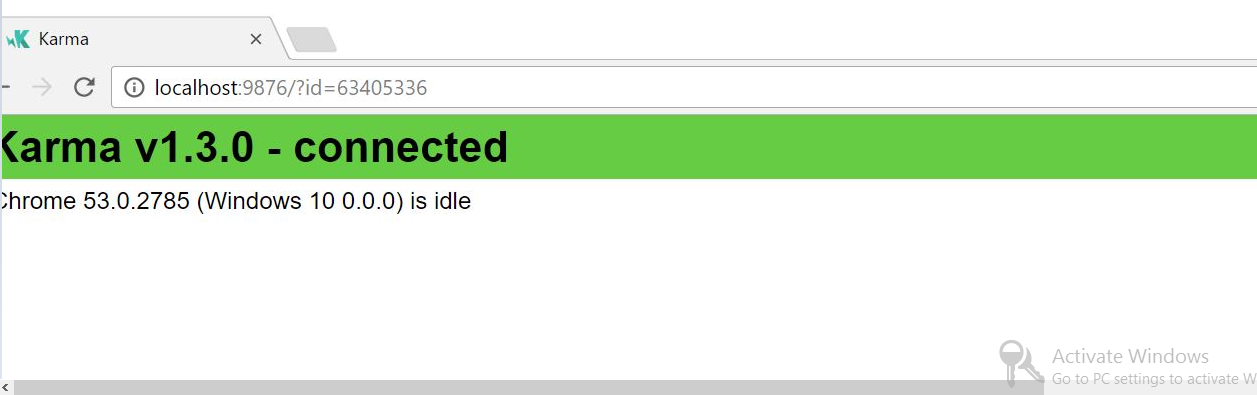 Karma
localhost:9876/?id=63405336
Karma v1.3.0 - connected
Chrome 53.0.2785 (Windows 10 0.0.0) is idle
Activate Windows
Go to PC settings to activate W